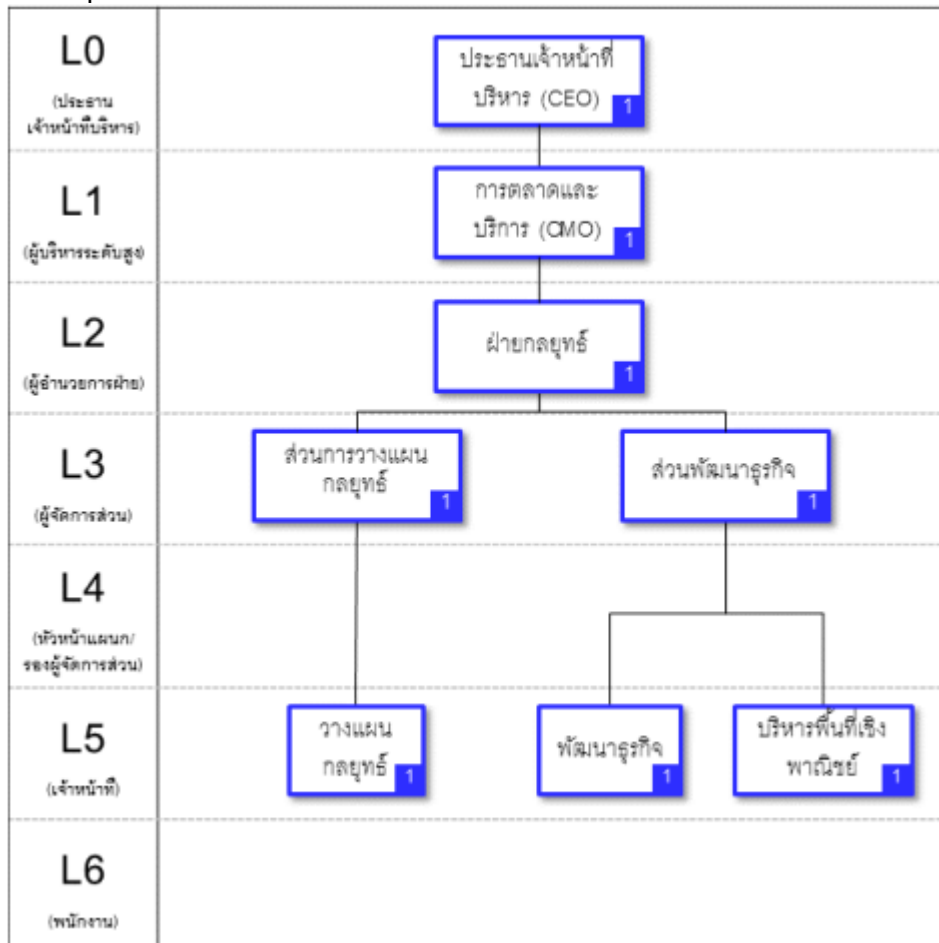 L0
(ประธาน
เจ้าหน้าที่บริหาร)
ประธานเจ้าหน้าที่
บริหาร (CEO)
1
L1
(ผู้บริหารระดับสูง)
การตลาดและ
บริการ (CMO)
1
L2
(ผู้อำนวยการฝ่าย)
ฝ่ายกลยุทธ์
1
L3
(ผู้จัดการส่วน)
ส่วนการวางแผน
กลยุทธ์
1
ส่วนพัฒนาธุรกิจ
1
L4
(หัวหน้าแผนก/
รองผู้จัดการส่วน)
L5
(เจ้าหน้าที่)
วางแผน
กลยุทธ์
1
พัฒนาธุรกิจ
1
บริหารพื้นที่เชิง
พาณิชย์
1
L6
(พนักงาน)